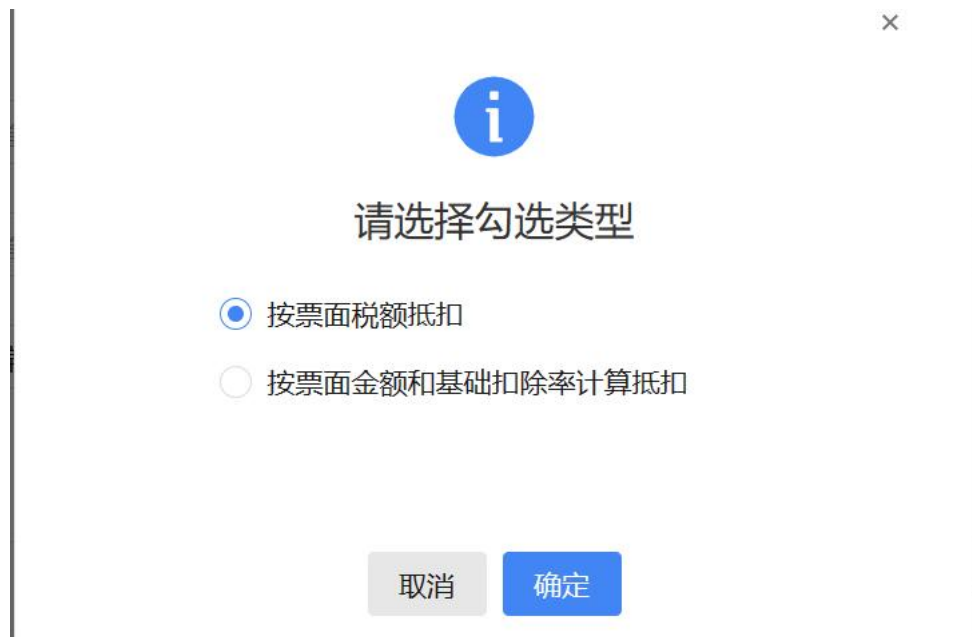 请选择勾选类型
按票面税额抵扣
按票面金额和基础扣除率计算抵扣
取消
确定